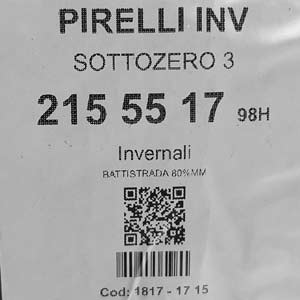 PIRELLI INV
SOTTOZERO 3
215 55 17 98H
Invernali
BATTISTRADA 80%MM
Cod: 1817 - 17 15